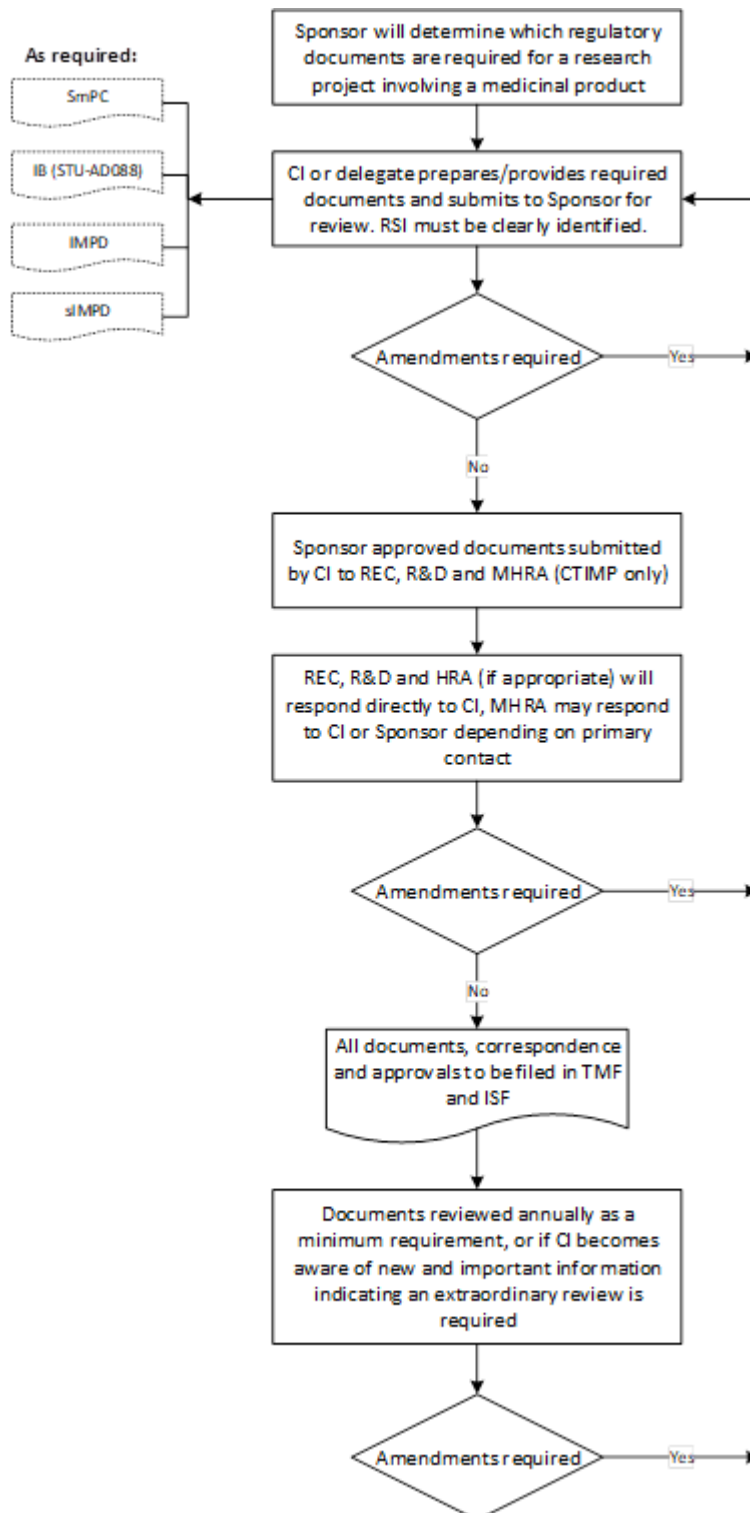 Sponsor will determine which regulatory
documents are required for a research
project involving a medicinal product
As required:
SmPC
IB (STU-AD088)
IMPD
sIMPD
CI or delegate prepares/provides required
documents and submits to Sponsor for
review. RSI must be clearly identified.
Amendments required
Yes
No
Sponsor approved documents submitted
by CI to REC, R&D and MHRA (CTIMP only)
REC, R&D and HRA (if appropriate) will
respond directly to CI, MHRA may respond
to CI or Sponsor depending on primary
contact
Amendments required
Yes
No
All documents, correspondence
and approvals to be filed in TMF
and ISF
Documents reviewed annually as a
minimum requirement, or if CI becomes
aware of new and important information
indicating an extraordinary review is
required
Amendments required
Yes